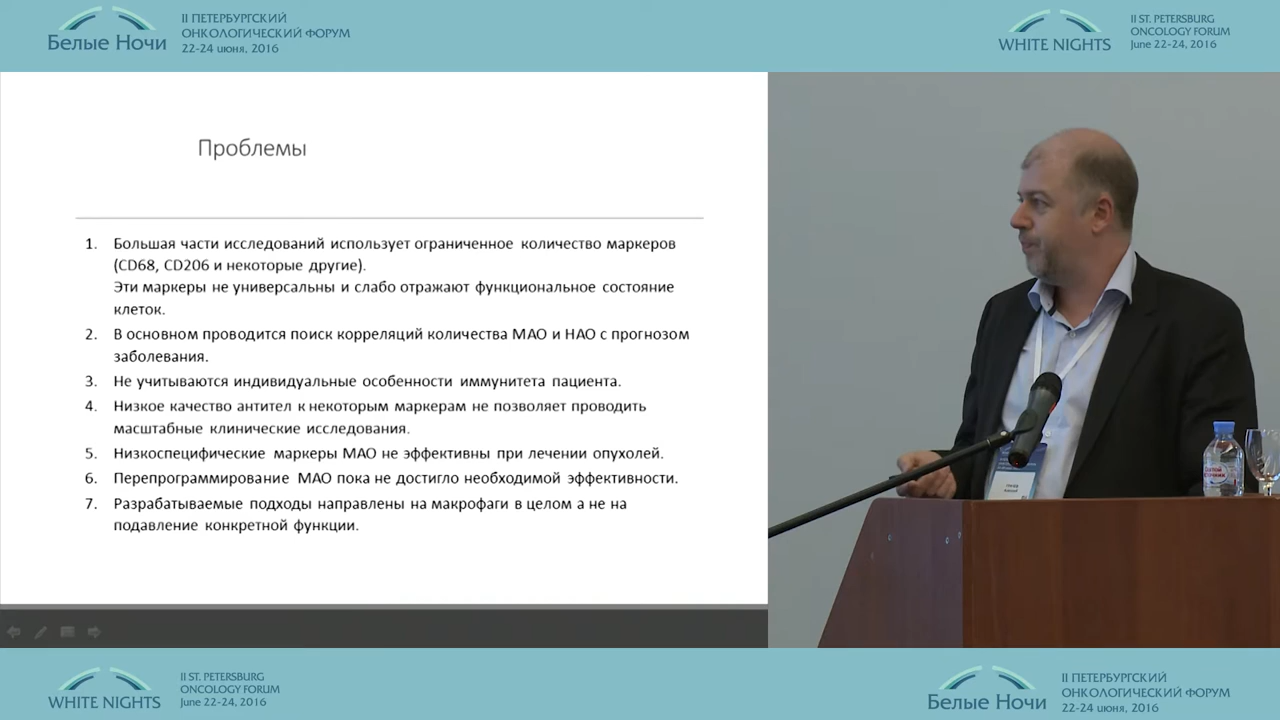 Белые Ночи
II ПЕТЕРБУРГСКИЙ
ОНКОЛОГИЧЕСКИЙ ФОРУМ
22-24 июня, 2016
WHITE NIGHTS
II ST. PETERSBURG
ONCOLOGY FORUM
June 22-24, 2016
Проблемы
1. Большая части исследований использует ограниченное количество маркеров
(CD68, CD206 и некоторые другие).
Эти маркеры не универсальны и слабо отражают функциональное состояние
клеток.
2. В основном проводится поиск корреляций количества МАО и НАО с прогнозом
заболевания.
3. Не учитываются индивидуальные особенности иммунитета пациента.
4. Низкое качество антител к некоторым маркерам не позволяет проводить
масштабные клинические исследования.
5. Низкоспецифические маркеры МАО не эффективны при лечении опухолей.
6. Перепрограммирование МАО пока не достигло необходимой эффективности.
7. Разрабатываемые подходы направлены на макрофаги в целом а не на
подавление конкретной функции.
WHITE NIGHTS
II ST. PETERSBURG
ONCOLOGY FORUM
June 22-24, 2016
Белые Ночи
II ПЕТЕРБУРГСКИЙ
ОНКОЛОГИЧЕСКИЙ ФОРУМ
22-24 июня, 2016